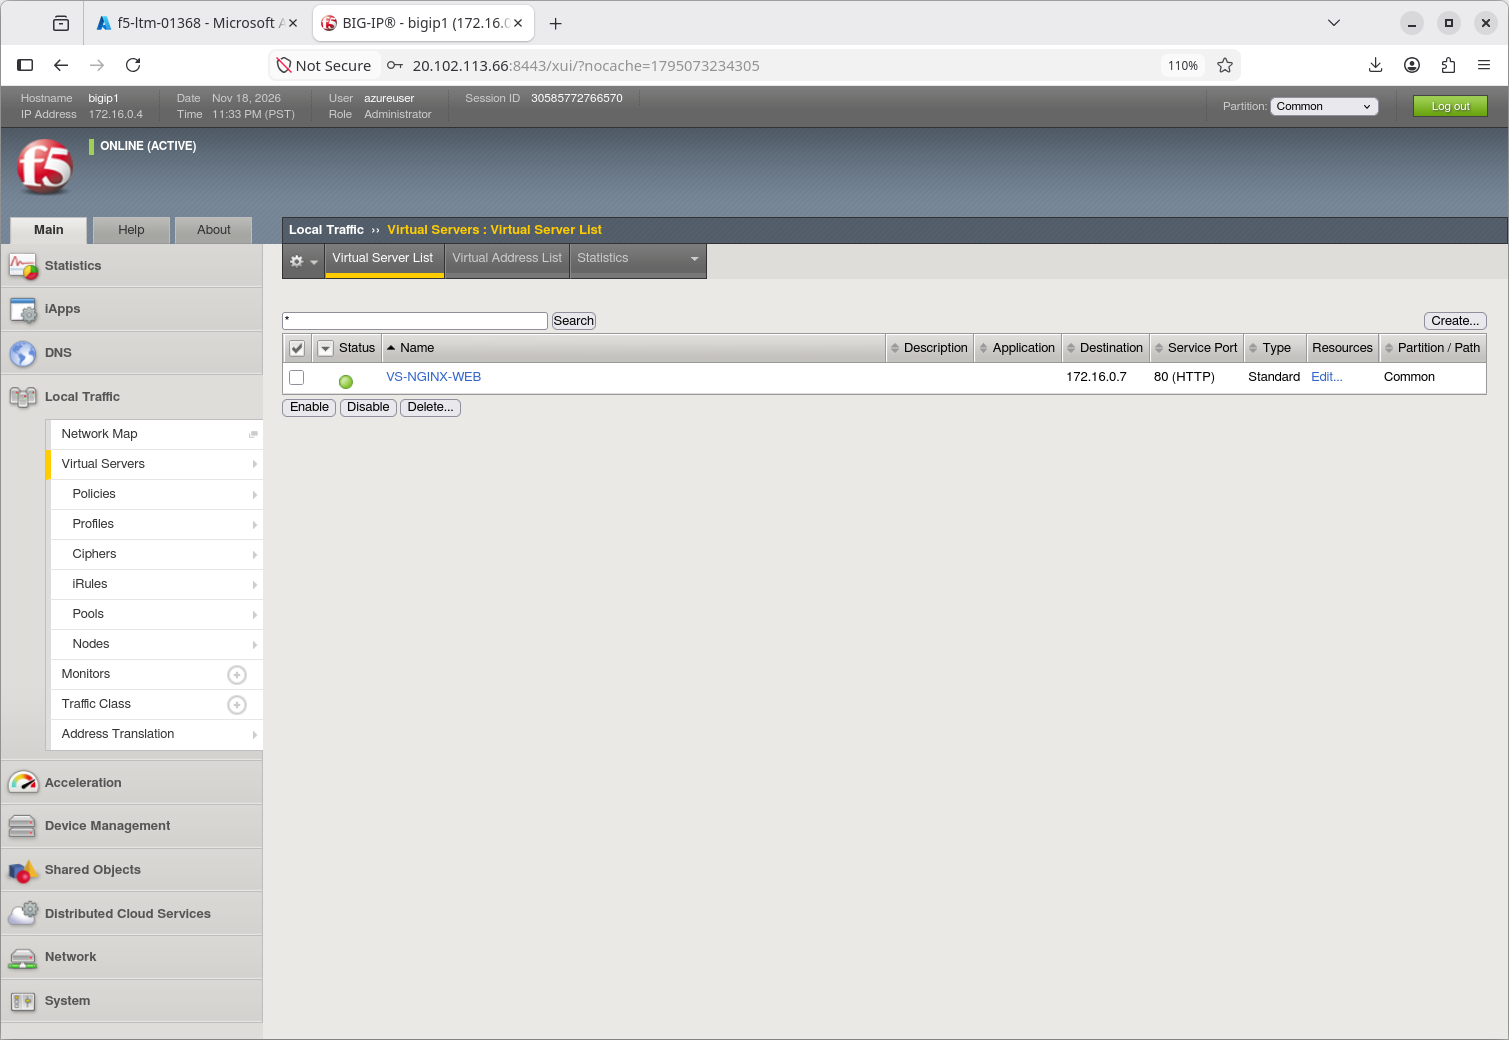 f5-ltm-01368 - Microsoft A
BIG-IP® - bigip1 (172.16.0
Not Secure
20.102.113.66:8443/xui/?nocache=1795073234305
110%
Hostname bigip1
IP Address 172.16.0.4
Date Nov 18, 2026
Time 11:33 PM (PST)
User azureuser
Role Administrator
Session ID 30585772766570
Partition: Common
Log out
f5
ONLINE (ACTIVE)
Main
Help
About
Local Traffic ›› Virtual Servers : Virtual Server List
Virtual Server List
Virtual Address List
Statistics
Statistics
iApps
DNS
Local Traffic
Network Map
Virtual Servers
Policies
Profiles
Ciphers
iRules
Pools
Nodes
Monitors
Traffic Class
Address Translation
Acceleration
Device Management
Shared Objects
Distributed Cloud Services
Network
System
*
Search
Create...
Status Name Description Application Destination Service Port Type Resources Partition / Path
VS-NGINX-WEB 172.16.0.7 80 (HTTP) Standard Edit... Common
Enable
Disable
Delete...